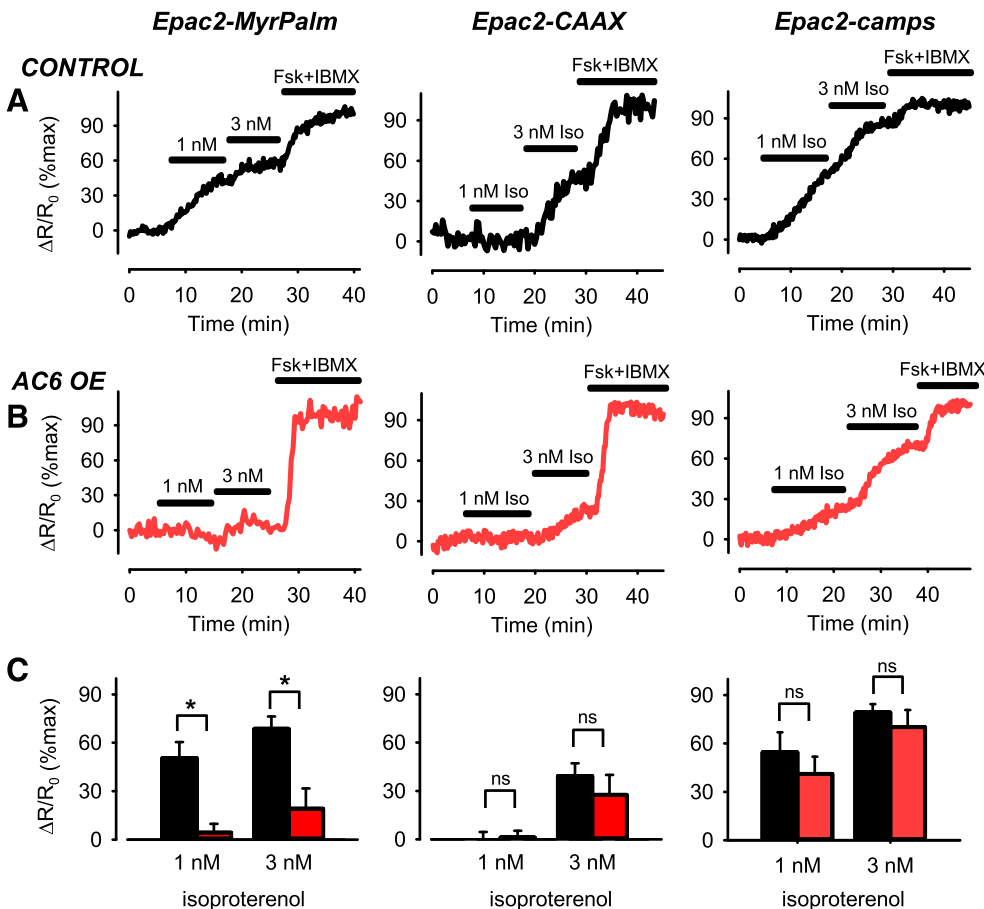 Epac2-MyrPalm Epac2-CAAX Epac2-camps
CONTROL
A
Fsk+IBMX
3 nM
1 nM
90
60
30
0
ΔR/R0 (%max)
0 10 20 30 40
Time (min)
Fsk+IBMX
3 nM Iso
1 nM Iso
90
60
30
0
0 10 20 30 40
Time (min)
Fsk+IBMX
3 nM Iso
1 nM Iso
90
60
30
0
0 10 20 30 40
Time (min)
AC6 OE
B
Fsk+IBMX
3 nM
1 nM
90
60
30
0
ΔR/R0 (%max)
0 10 20 30 40
Time (min)
Fsk+IBMX
3 nM Iso
1 nM Iso
90
60
30
0
0 10 20 30 40
Time (min)
Fsk+IBMX
3 nM Iso
1 nM Iso
90
60
30
0
0 10 20 30 40
Time (min)
C
90
60
30
0
ΔR/R0 (%max)
* *
1 nM 3 nM
isoproterenol
90
60
30
0
ns ns
1 nM 3 nM
isoproterenol
90
60
30
0
ns ns
1 nM 3 nM
isoproterenol